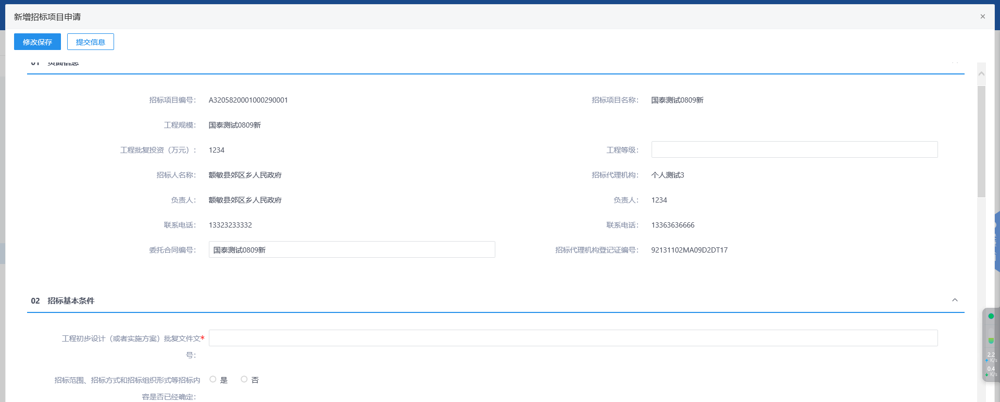 新增招标项目申请
修改保存 提交信息
01 页面信息
招标项目编号： A3205820001000290001 招标项目名称： 国泰测试0809新
工程规模： 国泰测试0809新
工程批复投资（万元）： 1234 工程等级：
招标人名称： 额敏县郊区乡人民政府 招标代理机构： 个人测试3
负责人： 额敏县郊区乡人民政府 负责人： 1234
联系电话： 13323233332 联系电话： 13363636666
委托合同编号： 国泰测试0809新 招标代理机构登记证编号： 92131102MA09D2DT17
02 招标基本条件
工程初步设计（或者实施方案）批复文件文*
号：
招标范围、招标方式和招标组织形式等招标内 是 否
容是否已经确定：
2.2
K/s
0.4
K/s